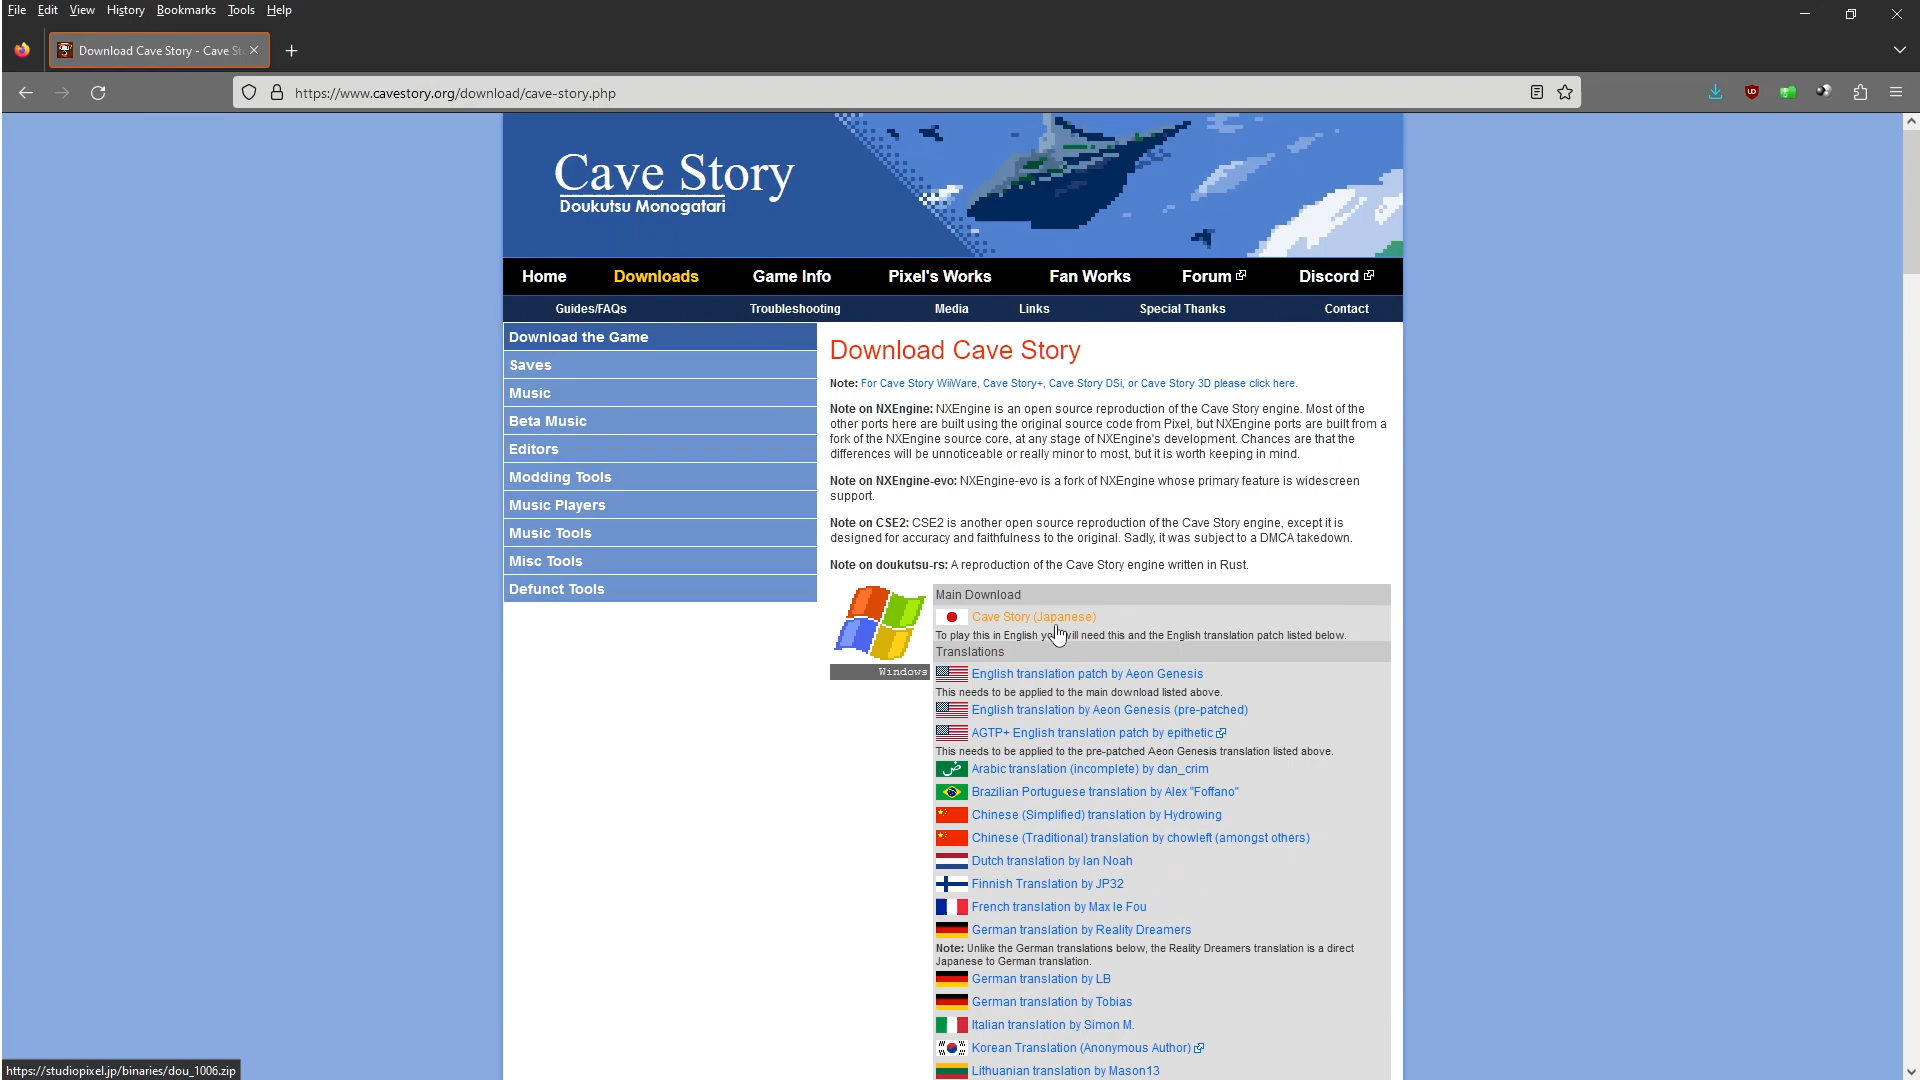 File Edit View History Bookmarks Tools Help
Download Cave Story - Cave St
https://www.cavestory.org/download/cave-story.php
Cave Story
Doukutsu Monogatari
Home Downloads Game Info Pixel's Works Fan Works Forum Discord
Guides/FAQs Troubleshooting Media Links Special Thanks Contact
Download the Game
Saves
Music
Beta Music
Editors
Modding Tools
Music Players
Music Tools
Misc Tools
Defunct Tools
Download Cave Story
Note: For Cave Story WiiWare, Cave Story+, Cave Story DSi, or Cave Story 3D please click here.
Note on NXEngine: NXEngine is an open source reproduction of the Cave Story engine. Most of the
other ports here are built using the original source code from Pixel, but NXEngine ports are built from a
fork of the NXEngine source core, at any stage of NXEngine's development. Chances are that the
differences will be unnoticeable or really minor to most, but it is worth keeping in mind.
Note on NXEngine-evo: NXEngine-evo is a fork of NXEngine whose primary feature is widescreen
support.
Note on CSE2: CSE2 is another open source reproduction of the Cave Story engine, except it is
designed for accuracy and faithfulness to the original. Sadly, it was subject to a DMCA takedown.
Note on doukutsu-rs: A reproduction of the Cave Story engine written in Rust.
Windows
Main Download
Cave Story (Japanese)
To play this in English you will need this and the English translation patch listed below.
Translations
English translation patch by Aeon Genesis
This needs to be applied to the main download listed above.
English translation by Aeon Genesis (pre-patched)
AGTP+ English translation patch by epithetic
This needs to be applied to the pre-patched Aeon Genesis translation listed above.
ض Arabic translation (incomplete) by dan_crim
Brazilian Portuguese translation by Alex "Foffano"
Chinese (Simplified) translation by Hydrowing
Chinese (Traditional) translation by chowleft (amongst others)
Dutch translation by Ian Noah
Finnish Translation by JP32
French translation by Max le Fou
German translation by Reality Dreamers
Note: Unlike the German translations below, the Reality Dreamers translation is a direct
Japanese to German translation.
German translation by LB
German translation by Tobias
Italian translation by Simon M.
Korean Translation (Anonymous Author)
Lithuanian translation by Mason13
https://studiopixel.jp/binaries/dou_1006.zip